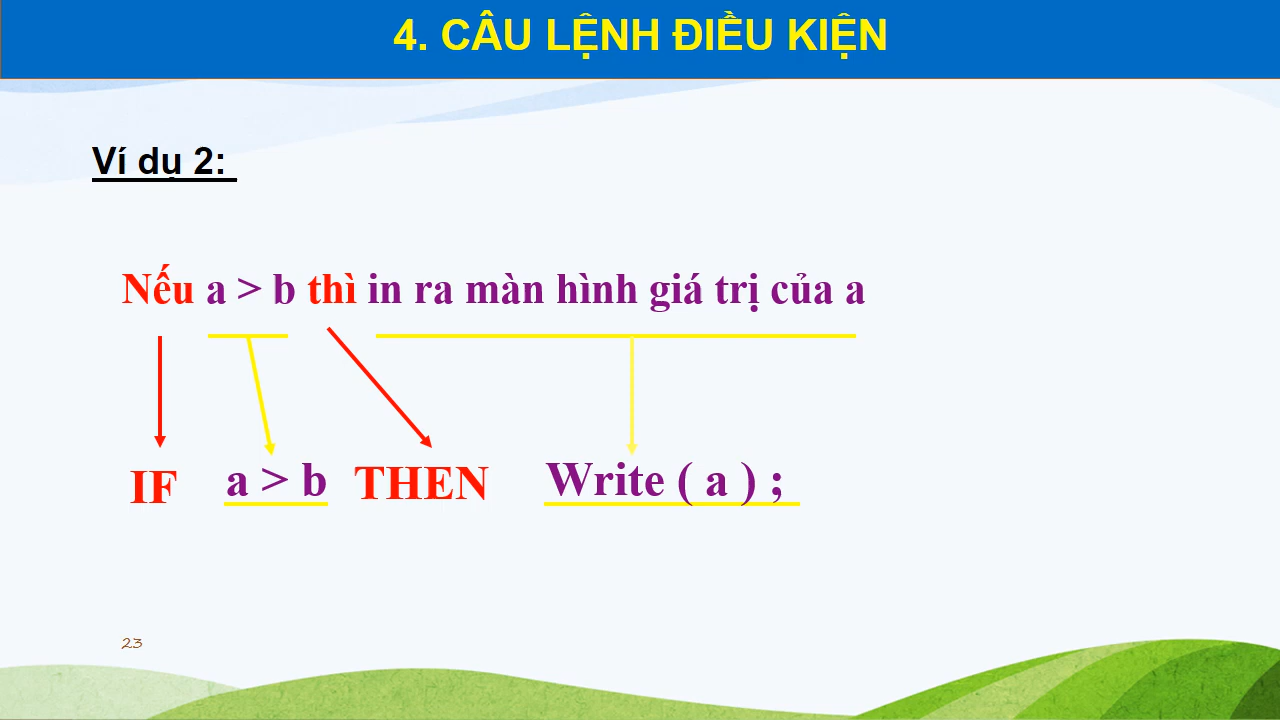 4. CÂU LỆNH ĐIỀU KIỆN
Ví dụ 2:
Nếu a > b thì in ra màn hình giá trị của a
IF a > b THEN Write ( a ) ;
23